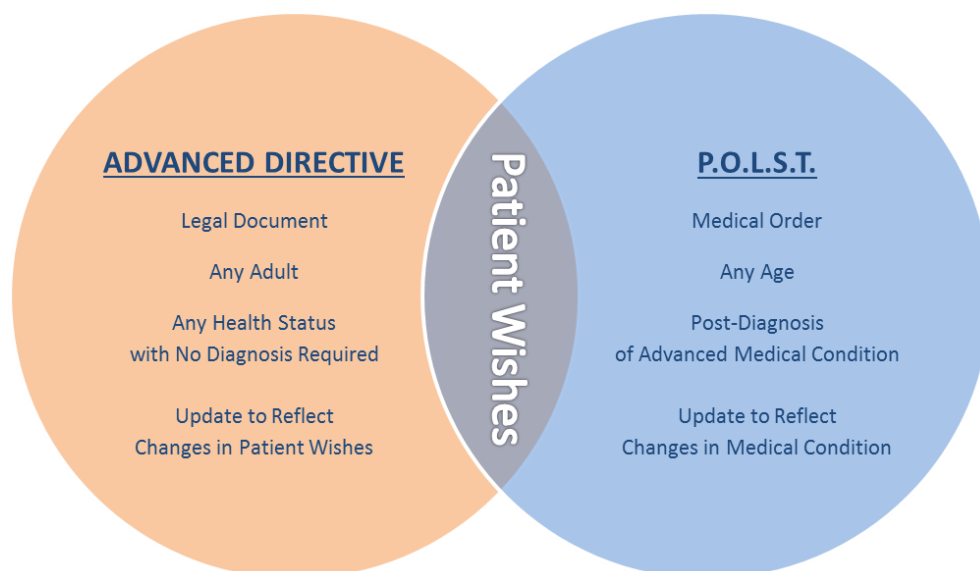 ADVANCED DIRECTIVE
Legal Document
Any Adult
Any Health Status
with No Diagnosis Required
Update to Reflect
Changes in Patient Wishes
Patient Wishes
P.O.L.S.T.
Medical Order
Any Age
Post-Diagnosis
of Advanced Medical Condition
Update to Reflect
Changes in Medical Condition